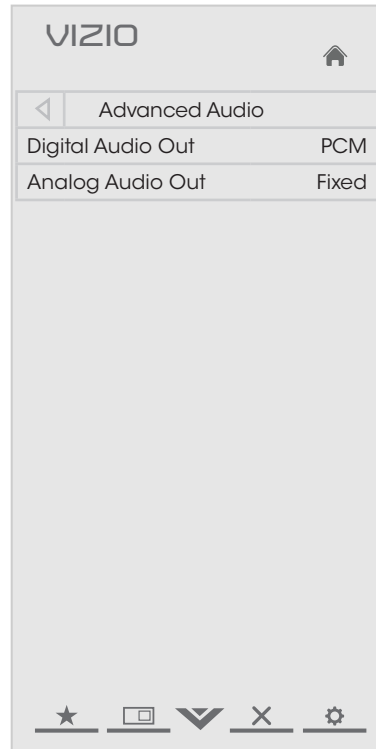 VIZIO
Advanced Audio
Digital Audio Out PCM
Analog Audio Out Fixed